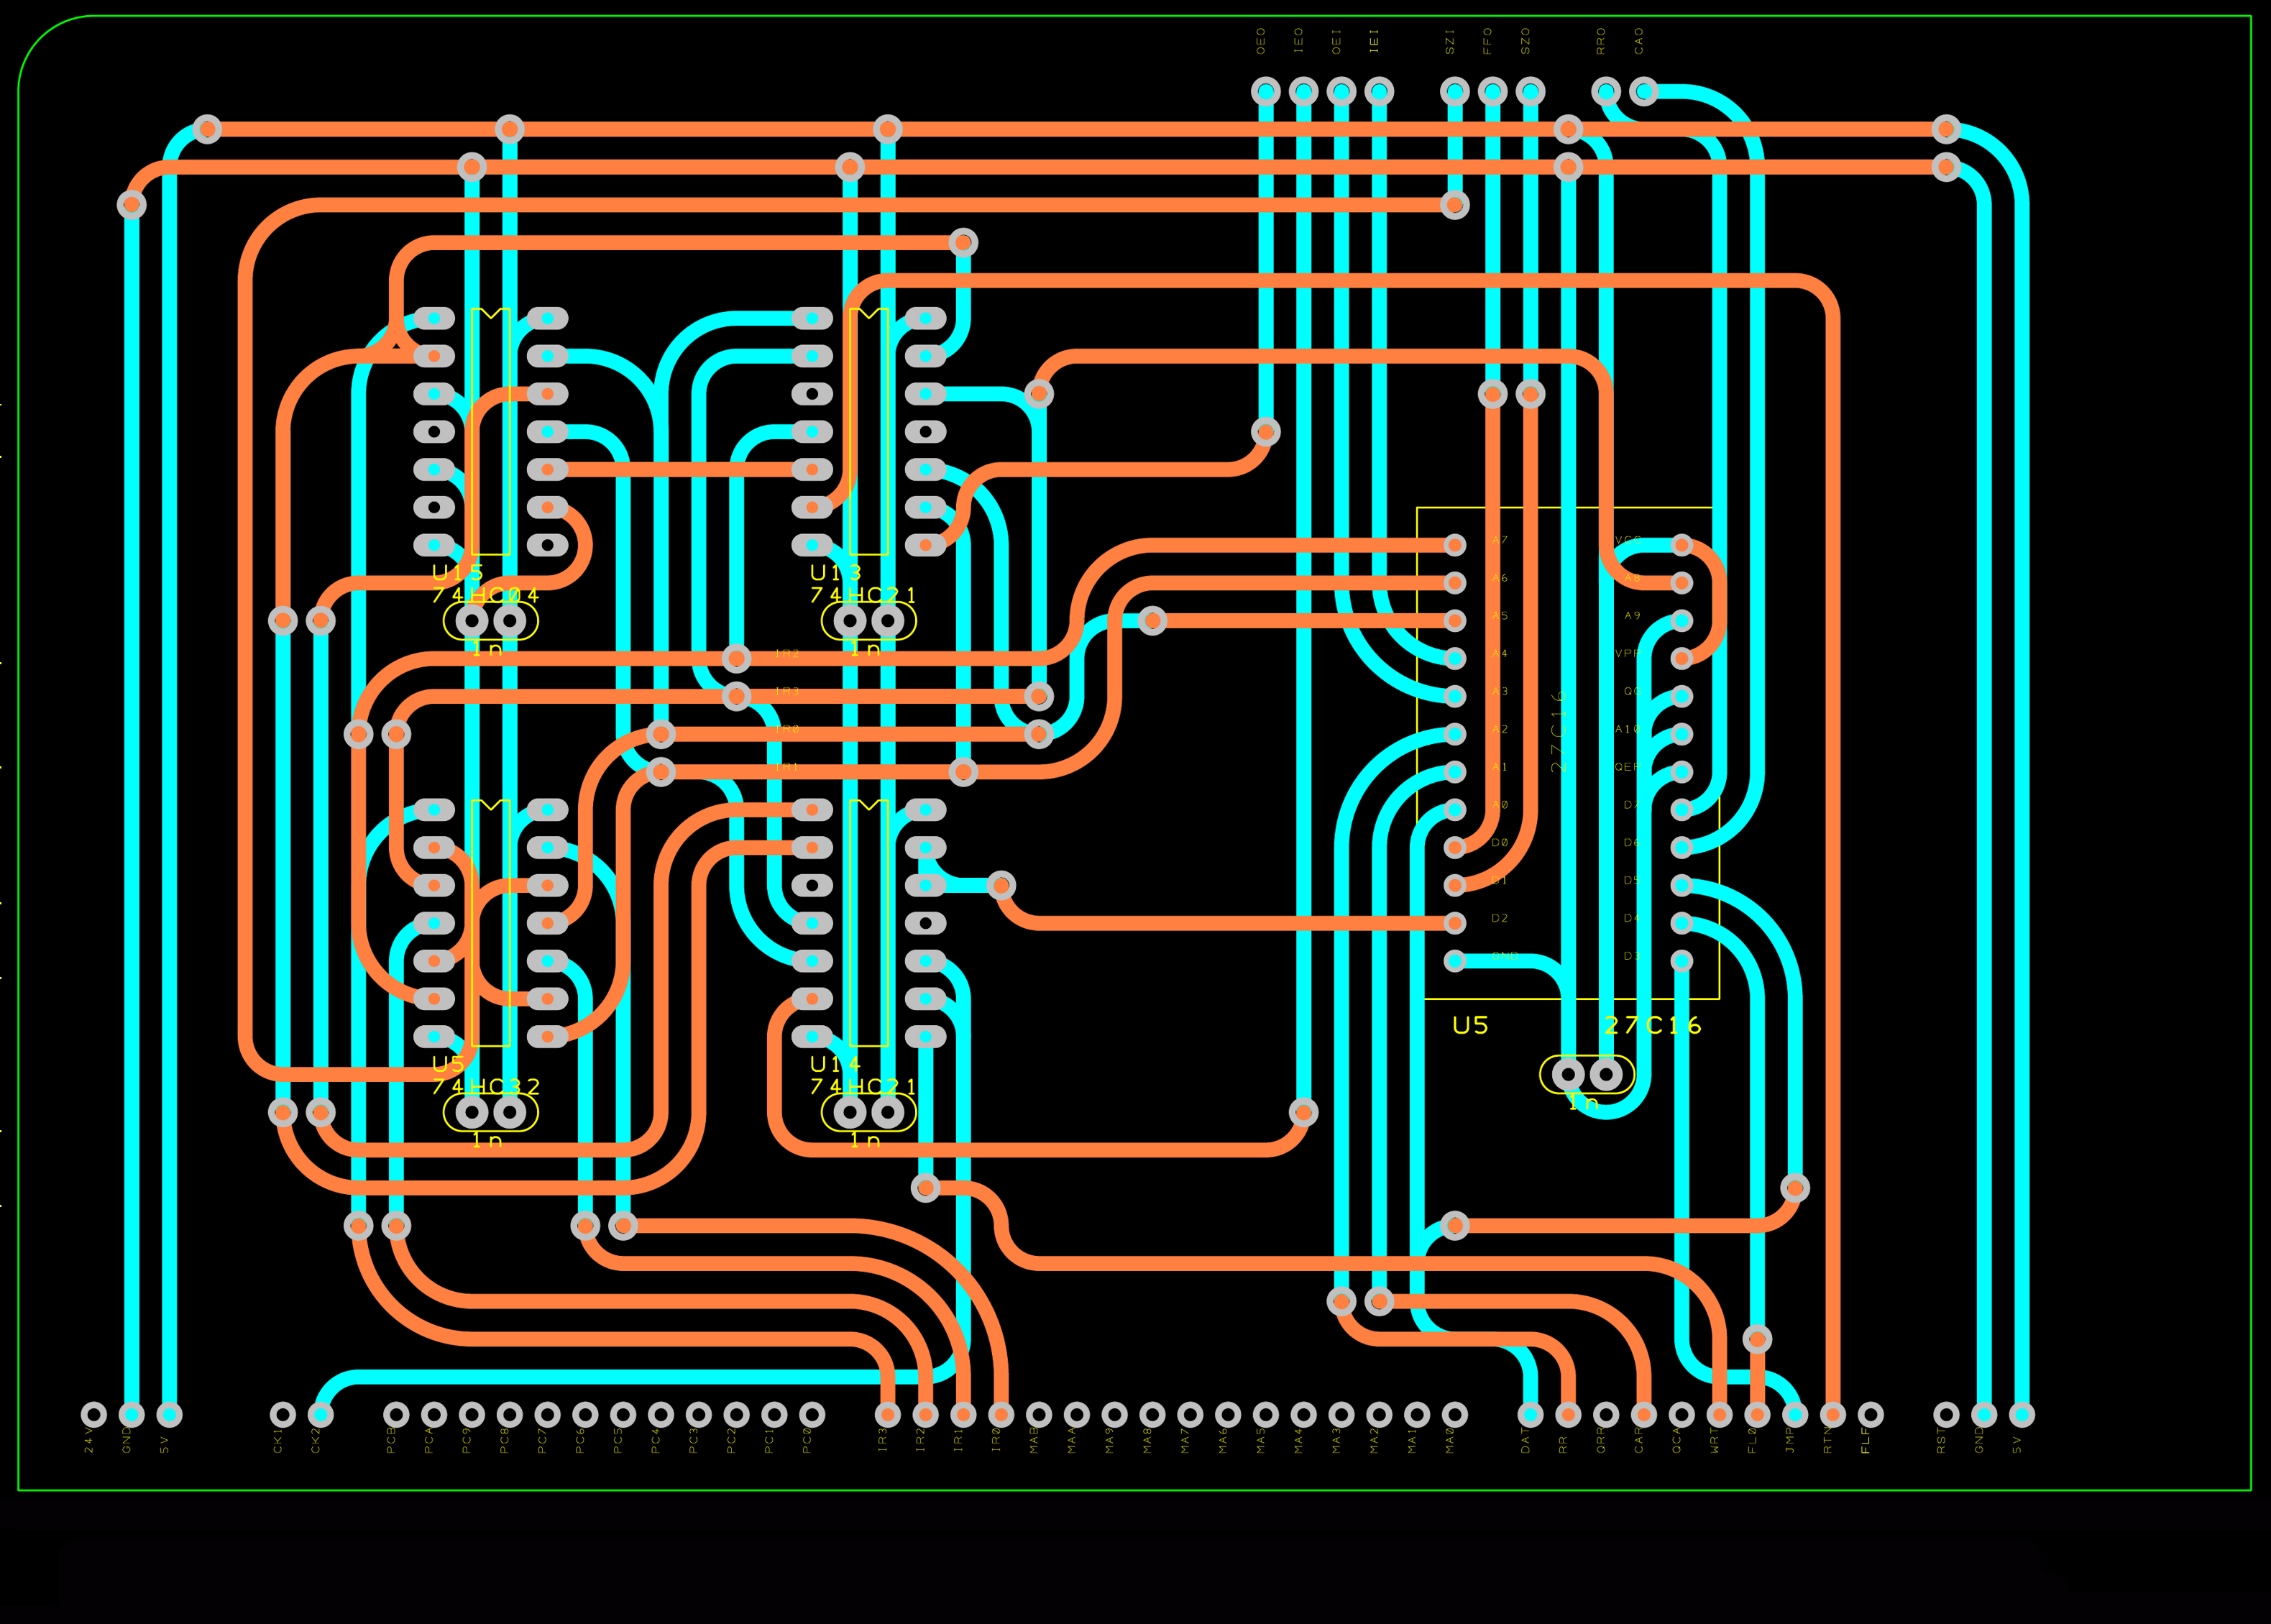 OEO IEO OEI IEI SZI FFO SZO RRO CAO
U15
74HC04
1n
U13
74HC21
1n
A7 VCC
A6 A8
A5 A9
A4 VPP
A3 QG
A2 A10
A1 QEP
A0 D7
D0 D6
D1 D5
D2 D4
GND D3
27C16
IR2
IR3
IR0
IR1
U5 27C16
1n
U5
74HC32
1n
U14
74HC21
1n
24V GND 5V CK1 CK2 PCB PCA PC9 PC8 PC7 PC6 PC5 PC4 PC3 PC2 PC1 PC0 IR3 IR2 IR1 IR0 MAB MAA MA9 MA8 MA7 MA6 MA5 MA4 MA3 MA2 MA1 MA0 DAT RR QRR CAR QCA WRT FL0 JMP RTN FLF RST GND 5V